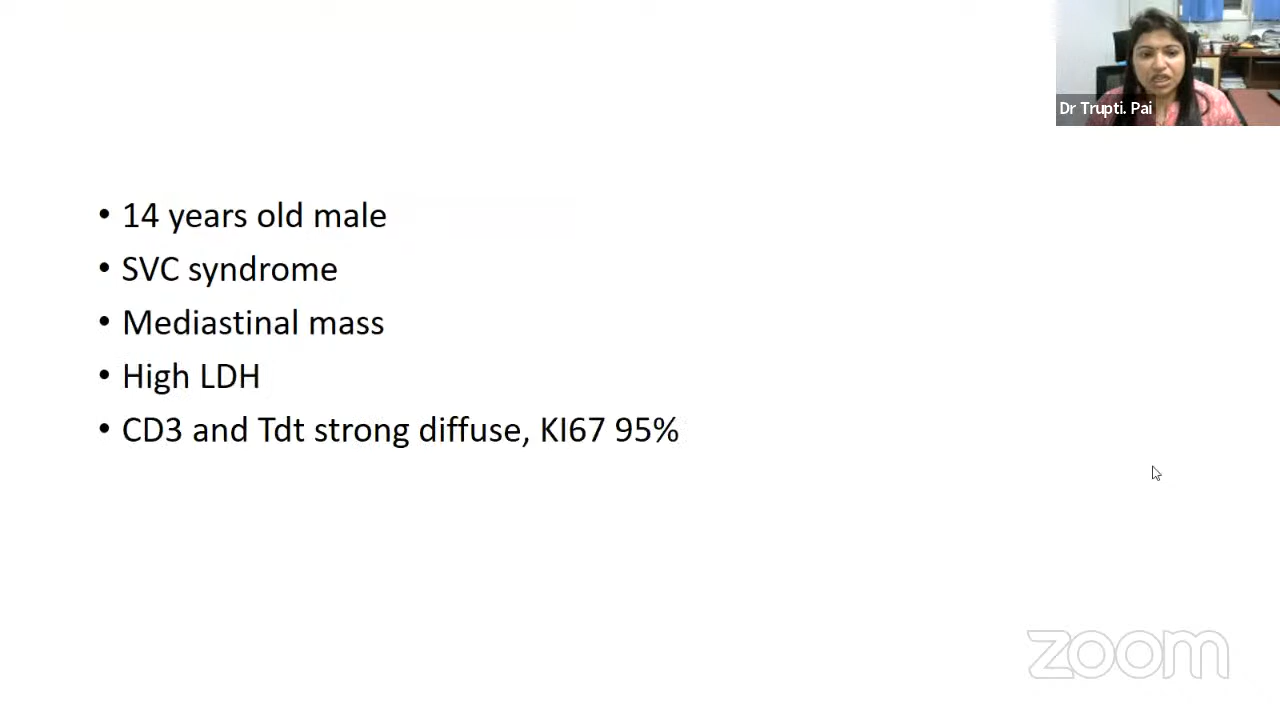 Dr Trupti. Pai
• 14 years old male
• SVC syndrome
• Mediastinal mass
• High LDH
• CD3 and Tdt strong diffuse, KI67 95%
zoom